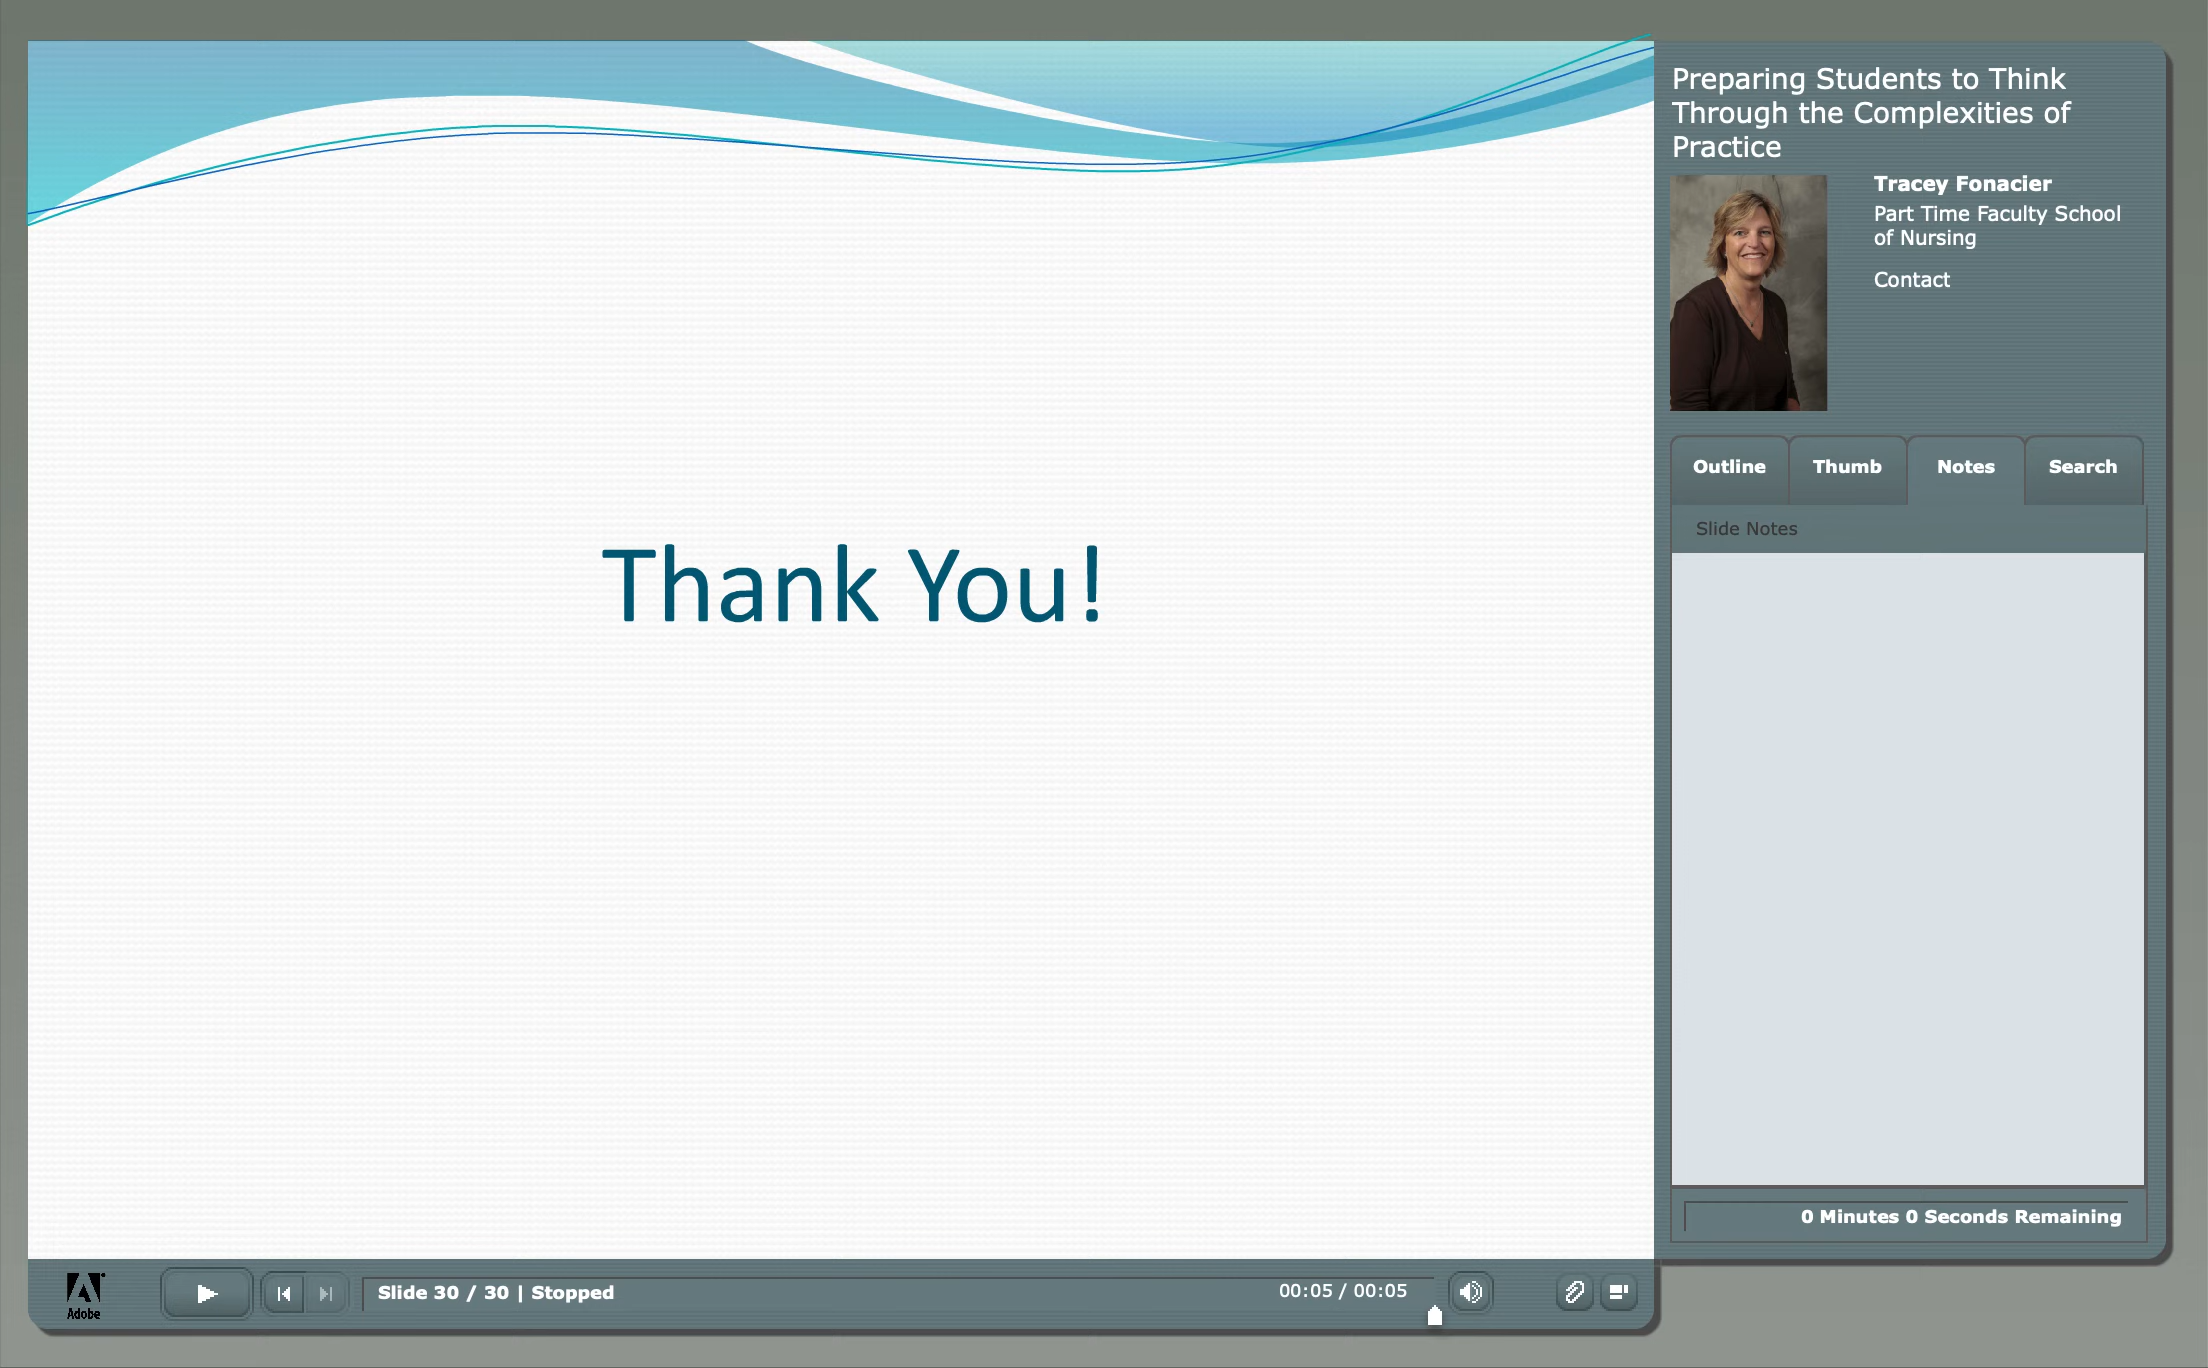 Thank You!
Preparing Students to Think
Through the Complexities of
Practice
Tracey Fonacier
Part Time Faculty School
of Nursing
Contact
Outline Thumb Notes Search
Slide Notes
0 Minutes 0 Seconds Remaining
Adobe
Slide 30 / 30 | Stopped
00:05 / 00:05